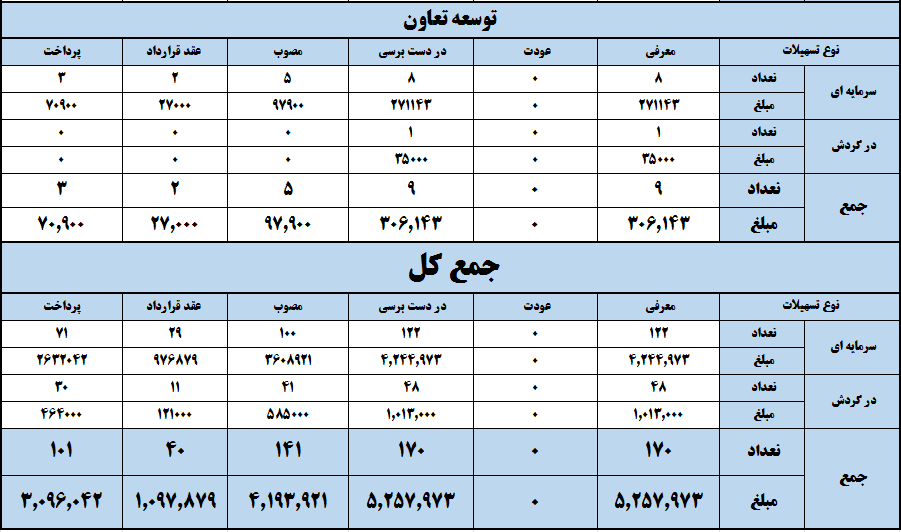 توسعه تعاون
نوع تسهیلات معرفی عودت در دست برسی مصوب عقد قرارداد پرداخت
سرمایه ای تعداد ۸ ۰ ۸ ۵ ۲ ۳
مبلغ ۲۷۱۱۴۳ ۰ ۲۷۱۱۴۳ ۹۷۹۰۰ ۲۷۰۰۰ ۷۰۹۰۰
در گردش تعداد ۱ ۰ ۱ ۰ ۰ ۰
مبلغ ۳۵۰۰۰ ۰ ۳۵۰۰۰ ۰ ۰ ۰
جمع تعداد ۹ ۰ ۹ ۵ ۲ ۳
مبلغ ۳۰۶,۱۴۳ ۰ ۳۰۶,۱۴۳ ۹۷,۹۰۰ ۲۷,۰۰۰ ۷۰,۹۰۰
جمع کل
نوع تسهیلات معرفی عودت در دست برسی مصوب عقد قرارداد پرداخت
سرمایه ای تعداد ۱۲۲ ۰ ۱۲۲ ۱۰۰ ۲۹ ۷۱
مبلغ ۴,۲۴۴,۹۷۳ ۰ ۴,۲۴۴,۹۷۳ ۳۶۰۸۹۲۱ ۹۷۶۸۷۹ ۲۶۳۲۰۴۲
در گردش تعداد ۴۸ ۰ ۴۸ ۴۱ ۱۱ ۳۰
مبلغ ۱,۰۱۳,۰۰۰ ۰ ۱,۰۱۳,۰۰۰ ۵۸۵۰۰۰ ۱۲۱۰۰۰ ۴۶۴۰۰۰
جمع تعداد ۱۷۰ ۰ ۱۷۰ ۱۴۱ ۴۰ ۱۰۱
مبلغ ۵,۲۵۷,۹۷۳ ۰ ۵,۲۵۷,۹۷۳ ۴,۱۹۳,۹۲۱ ۱,۰۹۷,۸۷۹ ۳,۰۹۶,۰۴۲